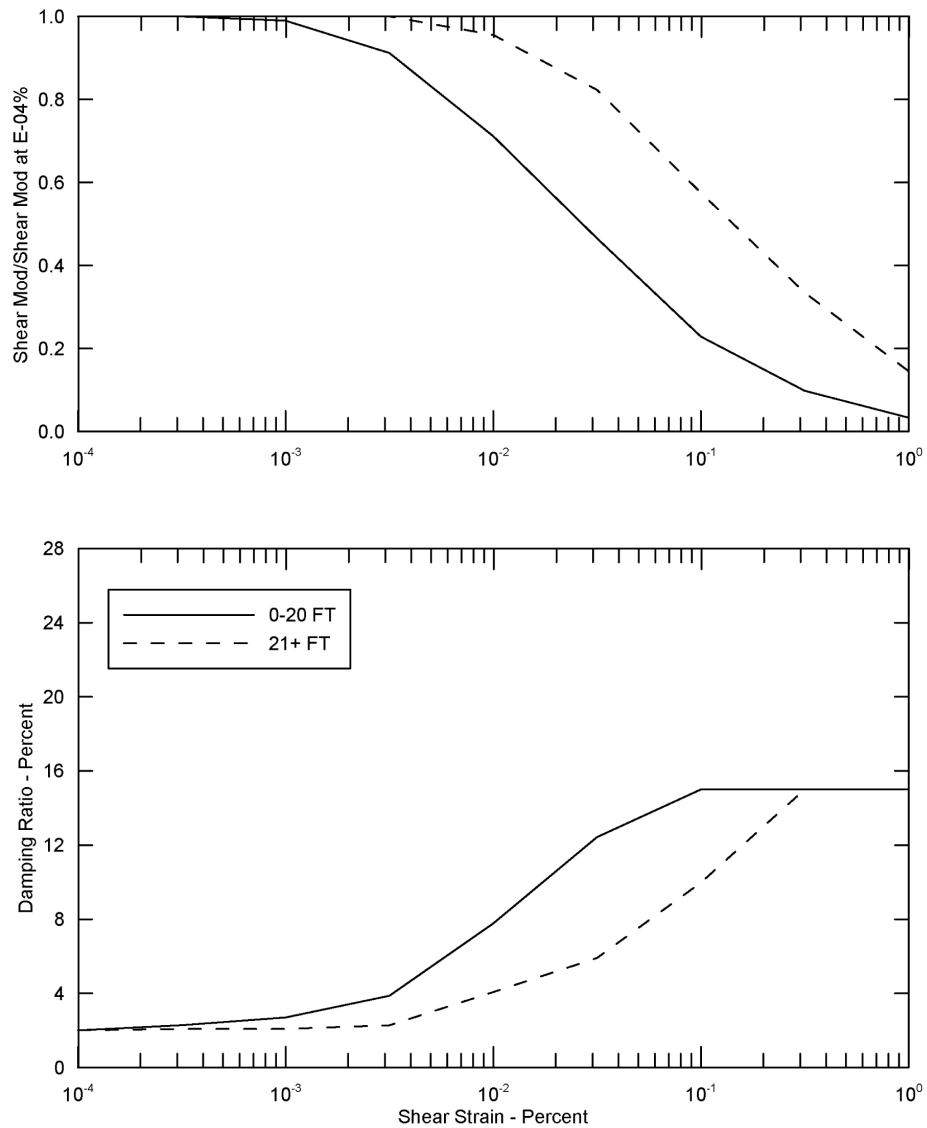 Shear Mod/Shear Mod at E-04%
1.0
0.8
0.6
0.4
0.2
0.0
10⁻⁴ 10⁻³ 10⁻² 10⁻¹ 10⁰
Damping Ratio - Percent
28
24
20
16
12
8
4
0
0-20 FT
21+ FT
10⁻⁴ 10⁻³ 10⁻² 10⁻¹ 10⁰
Shear Strain - Percent